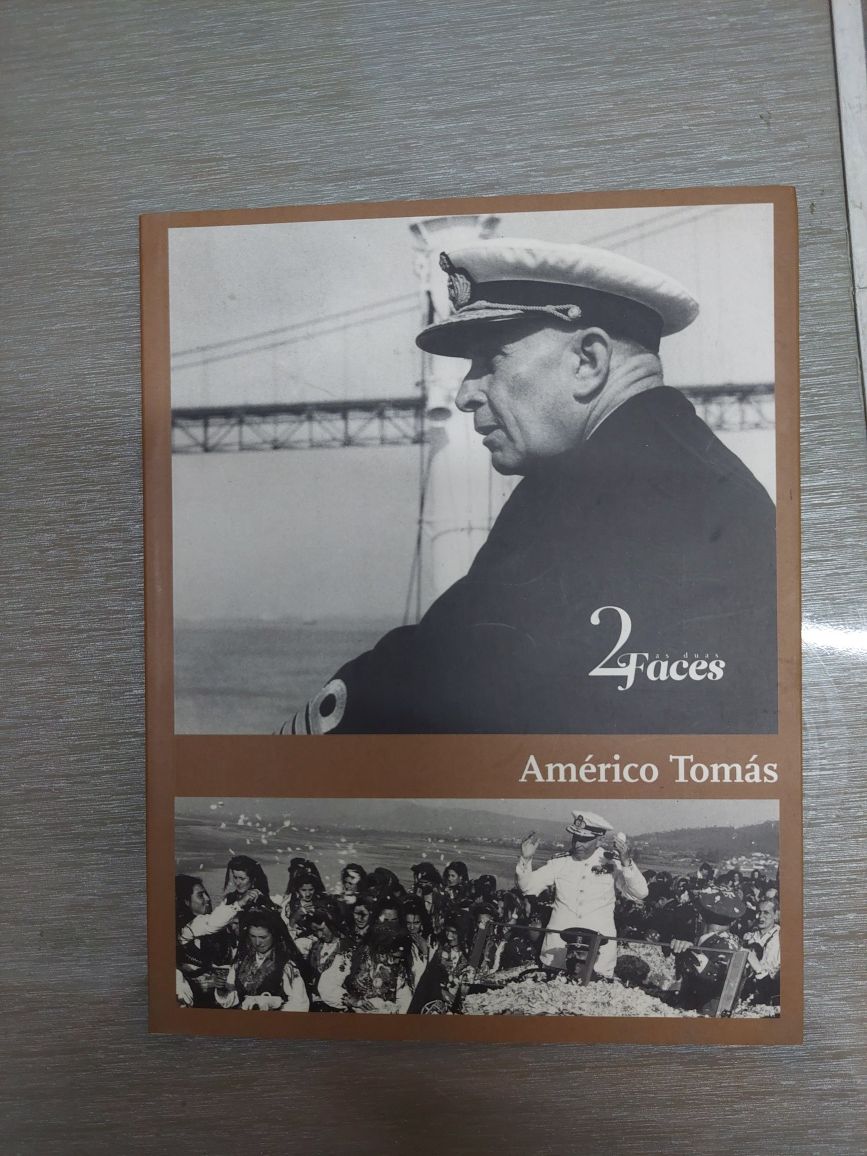 2
as duas
Faces
Américo Tomás